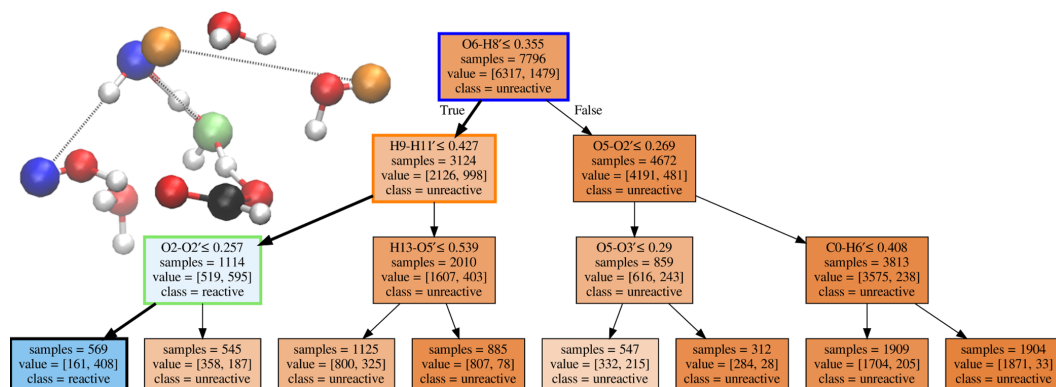 O6-H8′≤ 0.355
samples = 7796
value = [6317, 1479]
class = unreactive
True
False
H9-H11′≤ 0.427
samples = 3124
value = [2126, 998]
class = unreactive
O5-O2′≤ 0.269
samples = 4672
value = [4191, 481]
class = unreactive
O2-O2′≤ 0.257
samples = 1114
value = [519, 595]
class = reactive
H13-O5′≤ 0.539
samples = 2010
value = [1607, 403]
class = unreactive
O5-O3′≤ 0.29
samples = 859
value = [616, 243]
class = unreactive
C0-H6′≤ 0.408
samples = 3813
value = [3575, 238]
class = unreactive
samples = 569
value = [161, 408]
class = reactive
samples = 545
value = [358, 187]
class = unreactive
samples = 1125
value = [800, 325]
class = unreactive
samples = 885
value = [807, 78]
class = unreactive
samples = 547
value = [332, 215]
class = unreactive
samples = 312
value = [284, 28]
class = unreactive
samples = 1909
value = [1704, 205]
class = unreactive
samples = 1904
value = [1871, 33]
class = unreactive